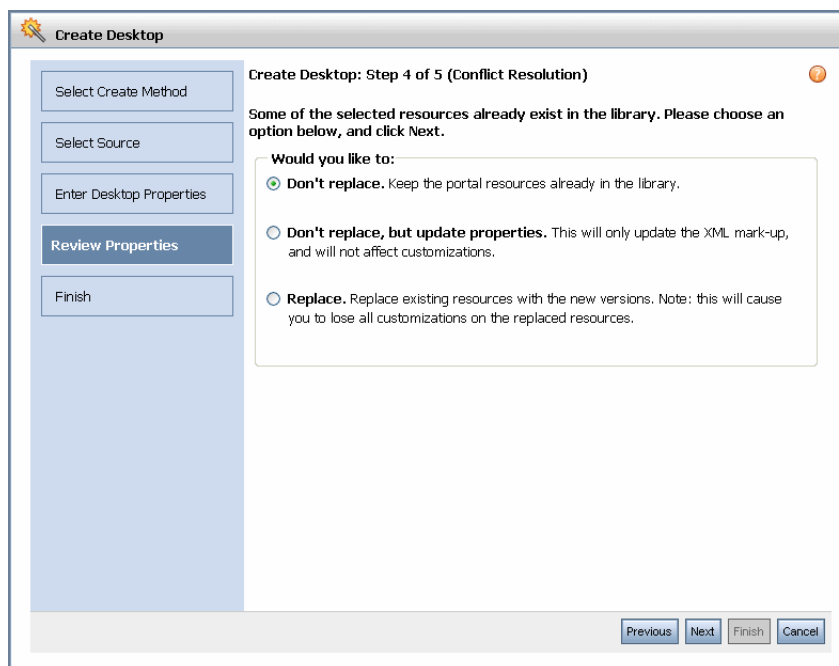 Create Desktop
Select Create Method
Select Source
Enter Desktop Properties
Review Properties
Finish
Create Desktop: Step 4 of 5 (Conflict Resolution)
?
Some of the selected resources already exist in the library. Please choose an
option below, and click Next.
Would you like to:
Don't replace. Keep the portal resources already in the library.
Don't replace, but update properties. This will only update the XML mark-up,
and will not affect customizations.
Replace. Replace existing resources with the new versions. Note: this will cause
you to lose all customizations on the replaced resources.
Previous Next Finish Cancel